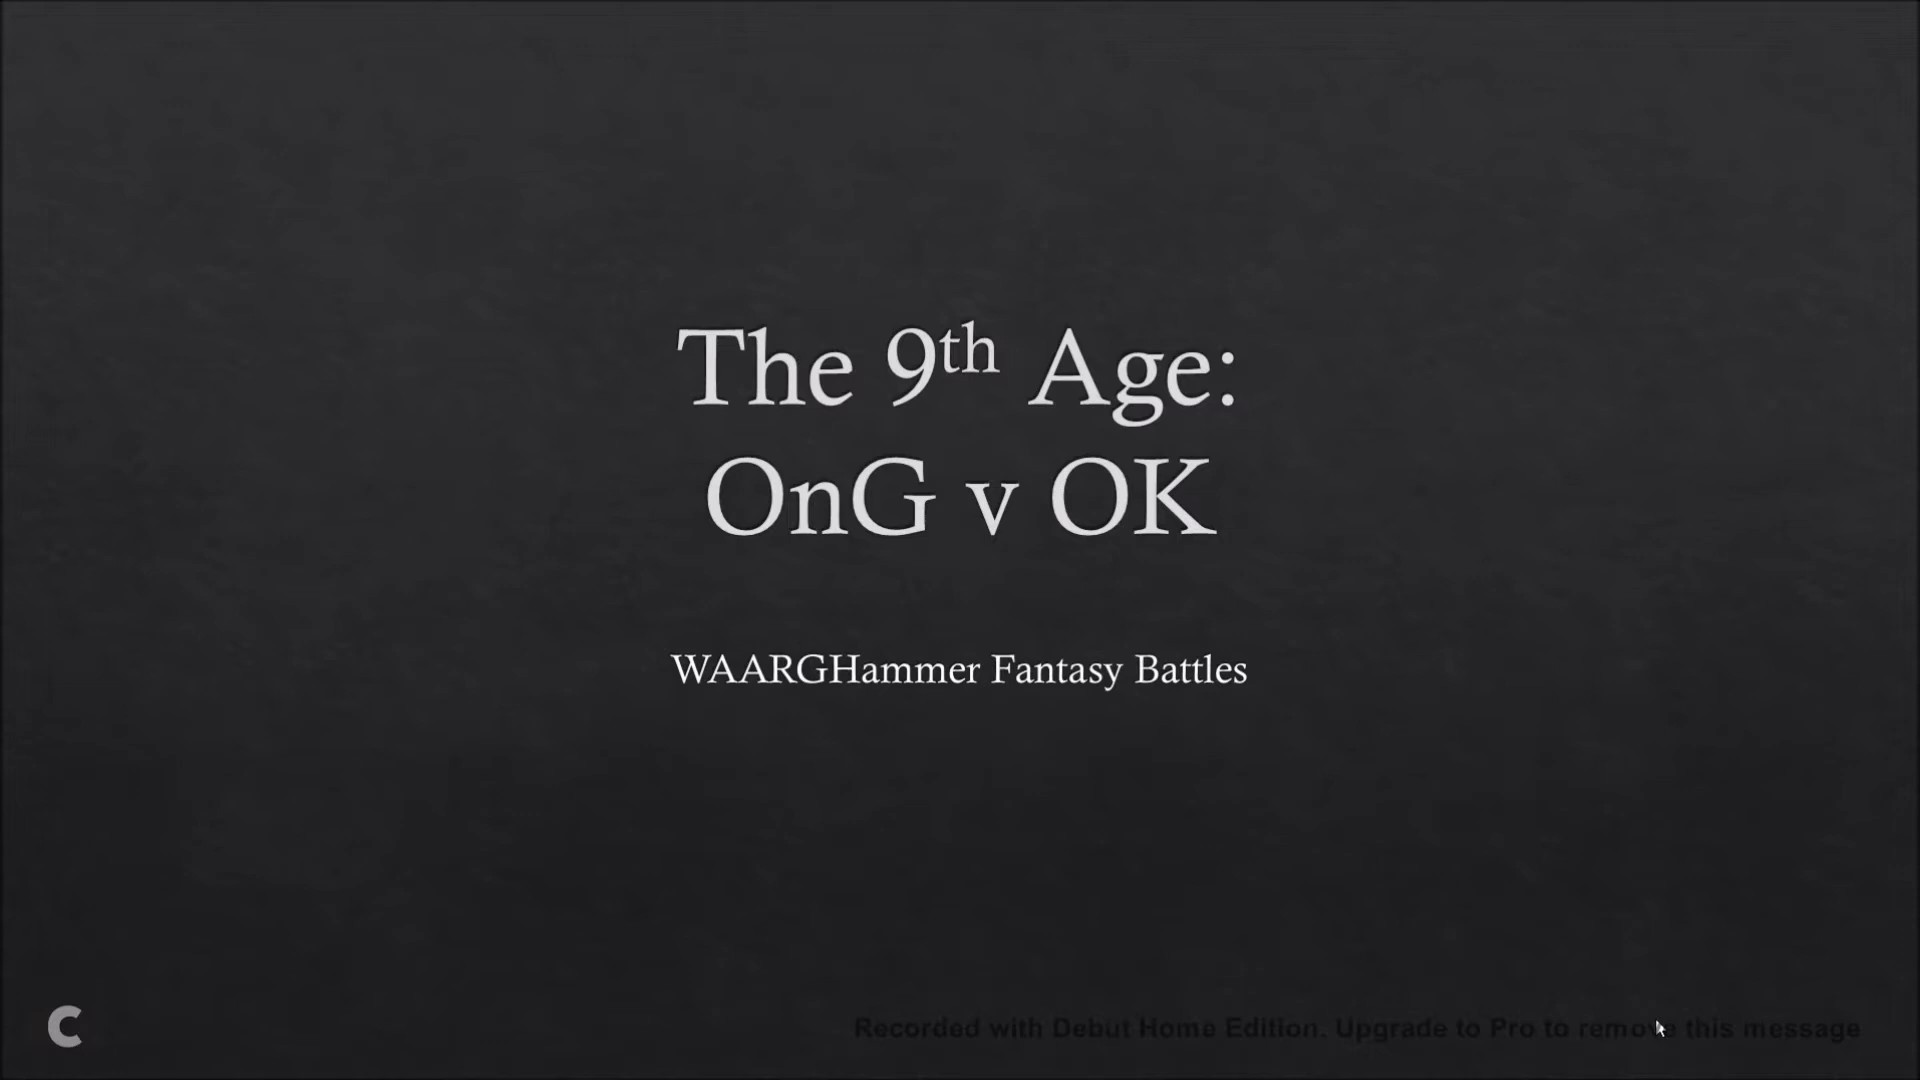 The 9th Age:
OnG v OK
WAARGHammer Fantasy Battles
C
Recorded with Debut Home Edition. Upgrade to Pro to remove this message